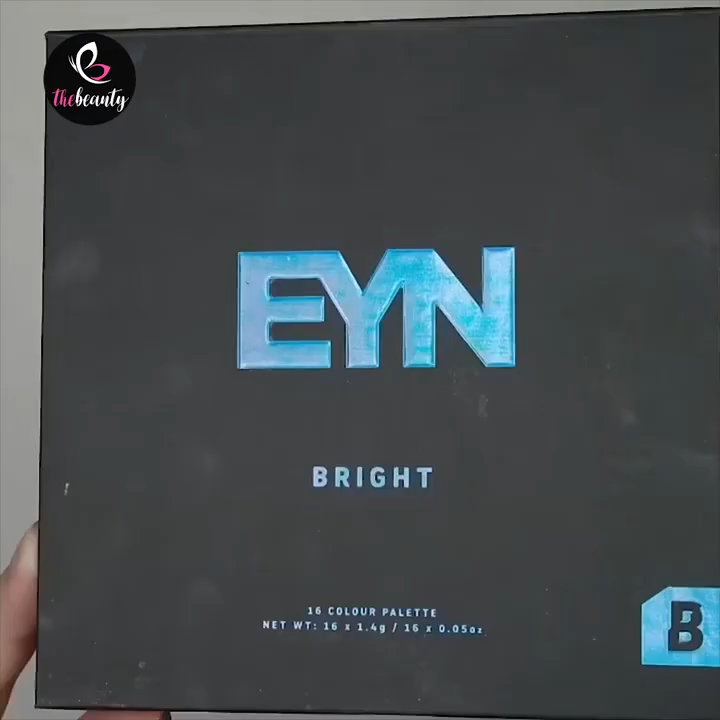 thebeauty
EYN
BRIGHT
16 COLOUR PALETTE
NET WT: 16 x 1.4g / 16 x 0.05oz
B